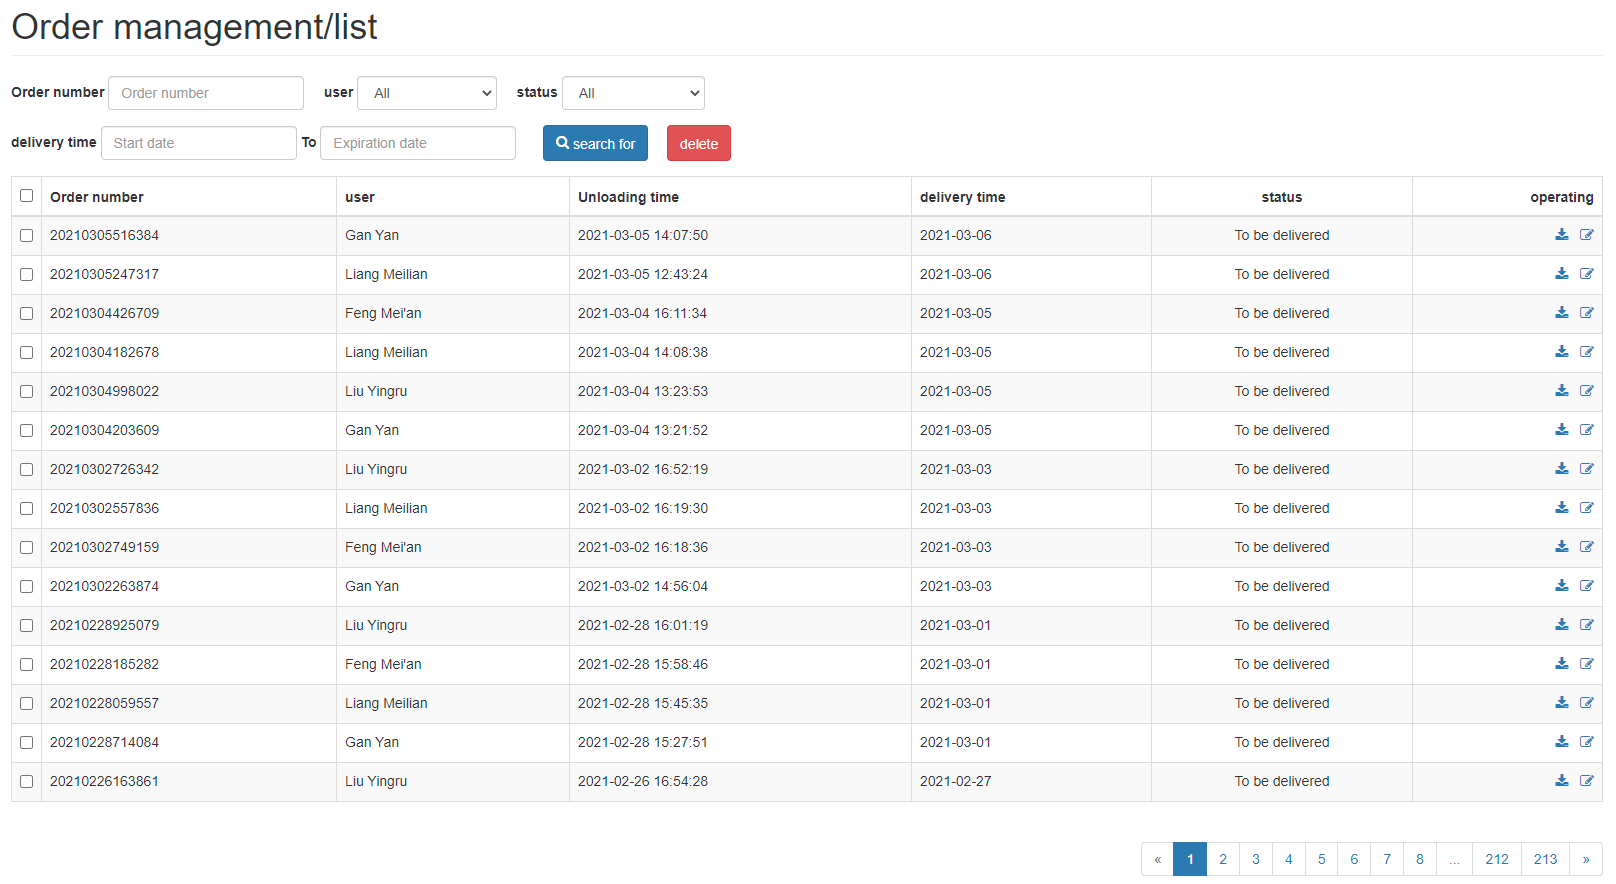 Order management/list
Order number Order number user All status All
delivery time Start date To Expiration date search for delete
Order number user Unloading time delivery time status operating
20210305516384 Gan Yan 2021-03-05 14:07:50 2021-03-06 To be delivered
20210305247317 Liang Meilian 2021-03-05 12:43:24 2021-03-06 To be delivered
20210304426709 Feng Mei'an 2021-03-04 16:11:34 2021-03-05 To be delivered
20210304182678 Liang Meilian 2021-03-04 14:08:38 2021-03-05 To be delivered
20210304998022 Liu Yingru 2021-03-04 13:23:53 2021-03-05 To be delivered
20210304203609 Gan Yan 2021-03-04 13:21:52 2021-03-05 To be delivered
20210302726342 Liu Yingru 2021-03-02 16:52:19 2021-03-03 To be delivered
20210302557836 Liang Meilian 2021-03-02 16:19:30 2021-03-03 To be delivered
20210302749159 Feng Mei'an 2021-03-02 16:18:36 2021-03-03 To be delivered
20210302263874 Gan Yan 2021-03-02 14:56:04 2021-03-03 To be delivered
20210228925079 Liu Yingru 2021-02-28 16:01:19 2021-03-01 To be delivered
20210228185282 Feng Mei'an 2021-02-28 15:58:46 2021-03-01 To be delivered
20210228059557 Liang Meilian 2021-02-28 15:45:35 2021-03-01 To be delivered
20210228714084 Gan Yan 2021-02-28 15:27:51 2021-03-01 To be delivered
20210226163861 Liu Yingru 2021-02-26 16:54:28 2021-02-27 To be delivered
« 1 2 3 4 5 6 7 8 ... 212 213 »